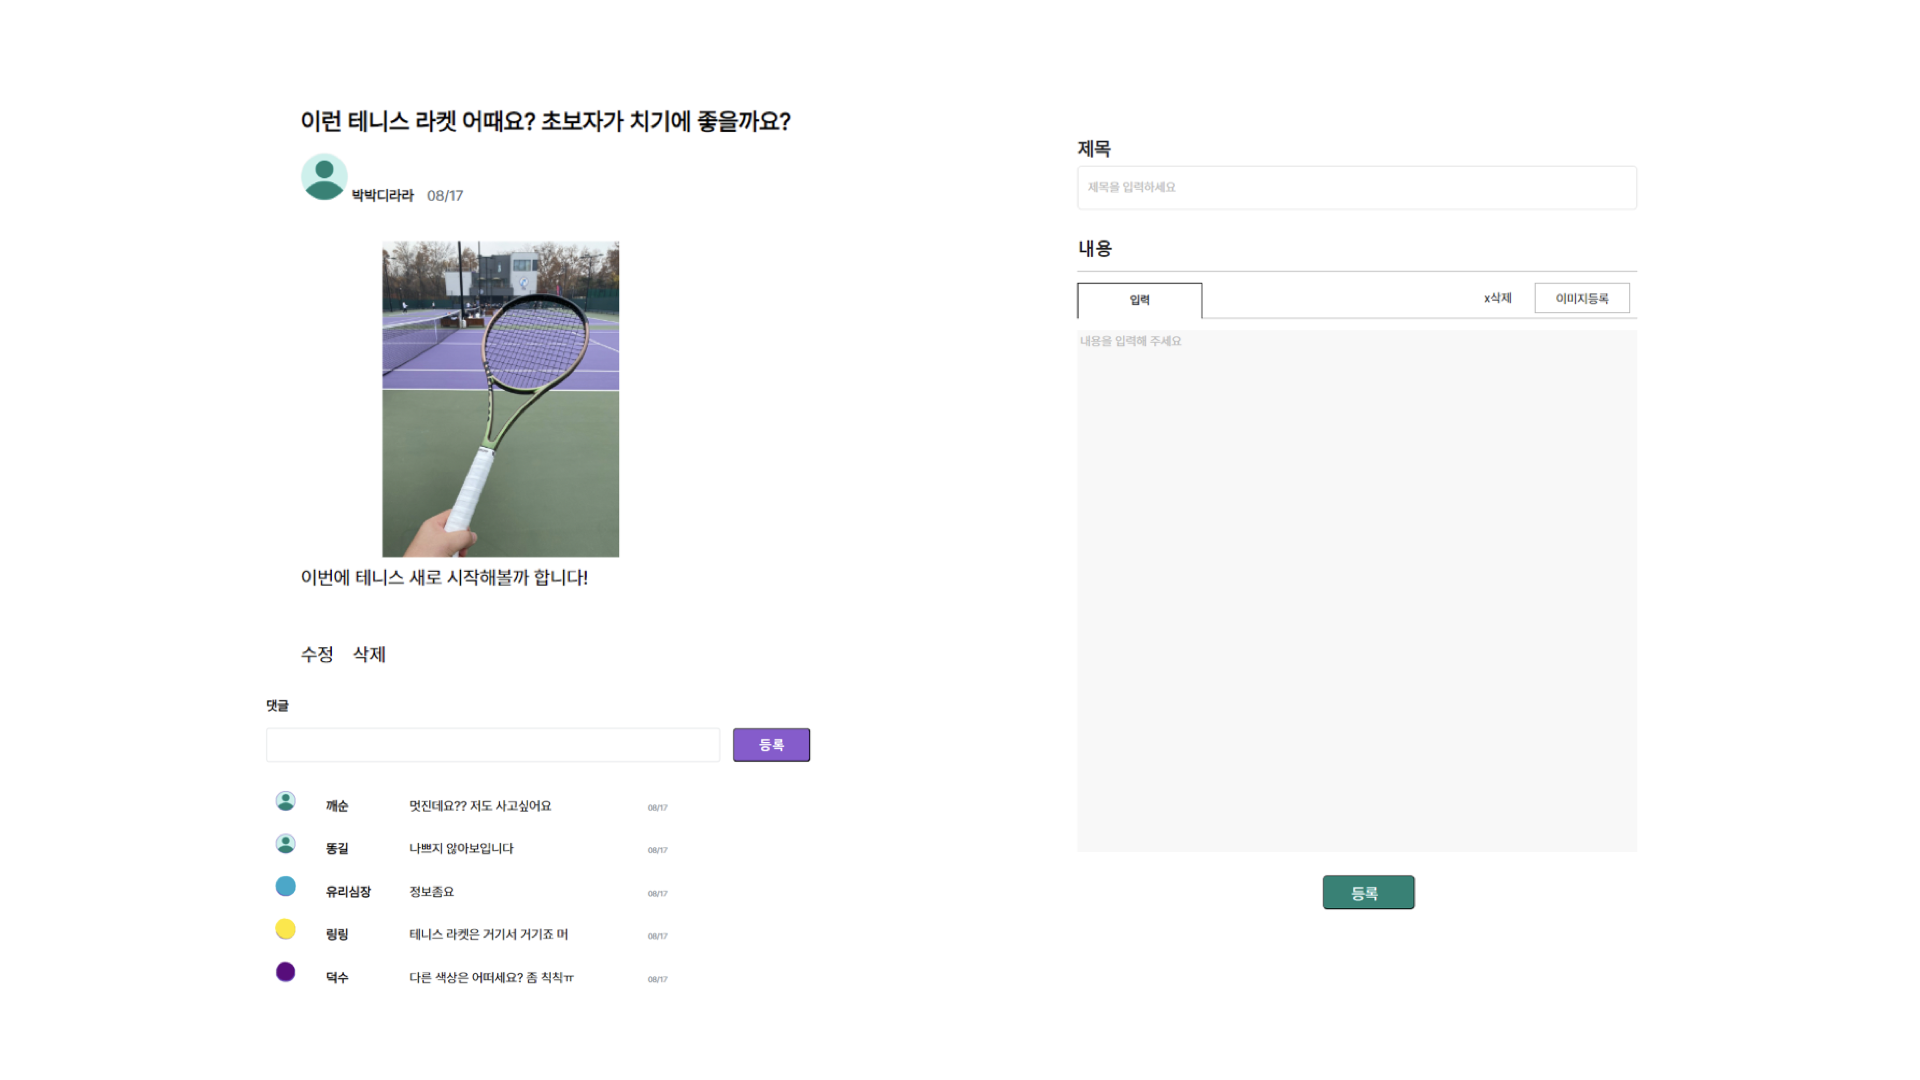 이런 테니스 라켓 어때요? 초보자가 치기에 좋을까요?
박박디라라 08/17
이번에 테니스 새로 시작해볼까 합니다!
수정 삭제
댓글
등록
깨순 멋진데요?? 저도 사고싶어요 08/17
똥길 나쁘지 않아보입니다 08/17
유리심장 정보좀요 08/17
링링 테니스 라켓은 거기서 거기죠 머 08/17
덕수 다른 색상은 어떠세요? 좀 칙칙ㅠ 08/17
제목
제목을 입력하세요
내용
입력 x삭제 이미지등록
내용을 입력해 주세요
등록